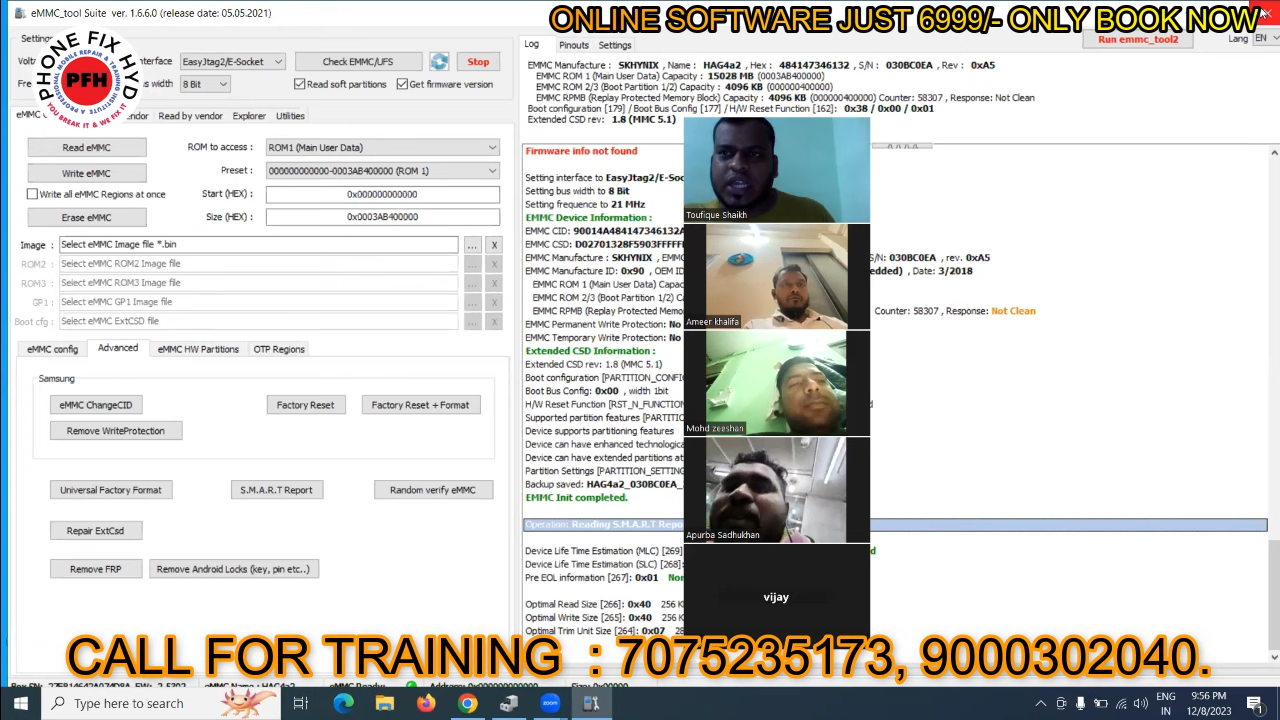 eMMC_tool Suite ver. 1.6.6.0 (release date: 05.05.2021)
ONLINE SOFTWARE JUST 6999/- ONLY BOOK NOW
PHONE FIX HYD
MOBILE REPAIR & TRAINING
PFH
YOU BREAK IT & WE FIX IT
Settings
Interface
EasyJtag2/E-Socket
Check EMMC/UFS
Stop
8 Bit
Read soft partitions
Get firmware version
Read by vendor
Explorer
Utilities
Read eMMC
ROM to access :
ROM1 (Main User Data)
Write eMMC
Preset :
000000000000-0003AB400000 (ROM 1)
Write all eMMC Regions at once
Start (HEX)
0x000000000000
Erase eMMC
Size (HEX)
0x0003AB400000
Image :
Select eMMC Image file *.bin
...
X
ROM2 :
Select eMMC ROM2 Image file
...
X
ROM3 :
Select eMMC ROM3 Image file
...
X
GP1 :
Select eMMC GP1 Image file
...
X
Boot cfg :
Select eMMC ExtCSD file
...
X
eMMC config
Advanced
eMMC HW Partitions
OTP Regions
Samsung
eMMC ChangeCID
Factory Reset
Factory Reset + Format
Remove WriteProtection
Universal Factory Format
S.M.A.R.T Report
Random verify eMMC
Repair ExtCsd
Remove FRP
Remove Android Locks (key, pin etc..)
Log
Pinouts
Settings
Run emmc_tool2
Lang
EN
EMMC Manufacture : SKHYNIX , Name : HAG4a2 , HEX : 484147346132 , S/N : 030BC0EA , Rev : 0xA5
EMMC ROM 1 (Main User Data) Capacity : 15028 MB (0003AB400000)
EMMC ROM 2/3 (Boot Partition 1/2) Capacity : 4096 KB (000000400000)
EMMC RPMB (Replay Protected Memory Block) Capacity : 4096 KB (000000400000) Counter: 58307 , Response: Not Clean
Boot configuration [179] / Boot Bus Config [177] / H/W Reset Function [162] : 0x38 / 0x00 / 0x01
Extended CSD rev: 1.8 (MMC 5.1)
Firmware info not found
Setting interface to EasyJtag2/E-Soc
Setting bus width to 8 Bit
Setting frequency to 21 MHz
EMMC Device Information :
EMMC CID: 90014A484147346132A
EMMC CSD: D02701328F5903FFFFF
EMMC Manufacture : SKHYNIX , EMMC
S/N: 030BC0EA , rev. 0xA5
EMMC Manufacture ID: 0x90 , OEM ID
edded) , Date: 3/2018
EMMC ROM 1 (Main User Data) Capac
EMMC ROM 2/3 (Boot Partition 1/2) Ca
EMMC RPMB (Replay Protected Memo
Counter: 58307 , Response: Not Clean
EMMC Permanent Write Protection: No
EMMC Temporary Write Protection: No
Extended CSD Information :
Extended CSD rev: 1.8 (MMC 5.1)
Boot configuration [PARTITION_CONFI
Boot Bus Config: 0x00 , width 1bit
H/W Reset Function [RST_N_FUNCTION
d
Supported partition features [PARTITIO
Device supports partitioning features
Device can have enhanced technologica
Device can have extended partitions at
Partition Settings [PARTITION_SETTING
Backup saved: HAG4a2_030BC0EA_
EMMC Init completed.
Operation: Reading S.M.A.R.T Repo
Device Life Time Estimation (MLC) [269]
d
Device Life Time Estimation (SLC) [268]
Pre EOL information [267]: 0x01 Nor
Optimal Read Size [266]: 0x40 256 K
Optimal Write Size [265]: 0x40 256 K
Optimal Trim Unit Size [264]: 0x07 28
Toufique Shaikh
Ameer khalifa
Mohd zeeshan
Apurba Sadhukhan
vijay
CALL FOR TRAINING : 7075235173, 9000302040.
Type here to search
zoom
ENG
IN
9:56 PM
12/8/2023
1